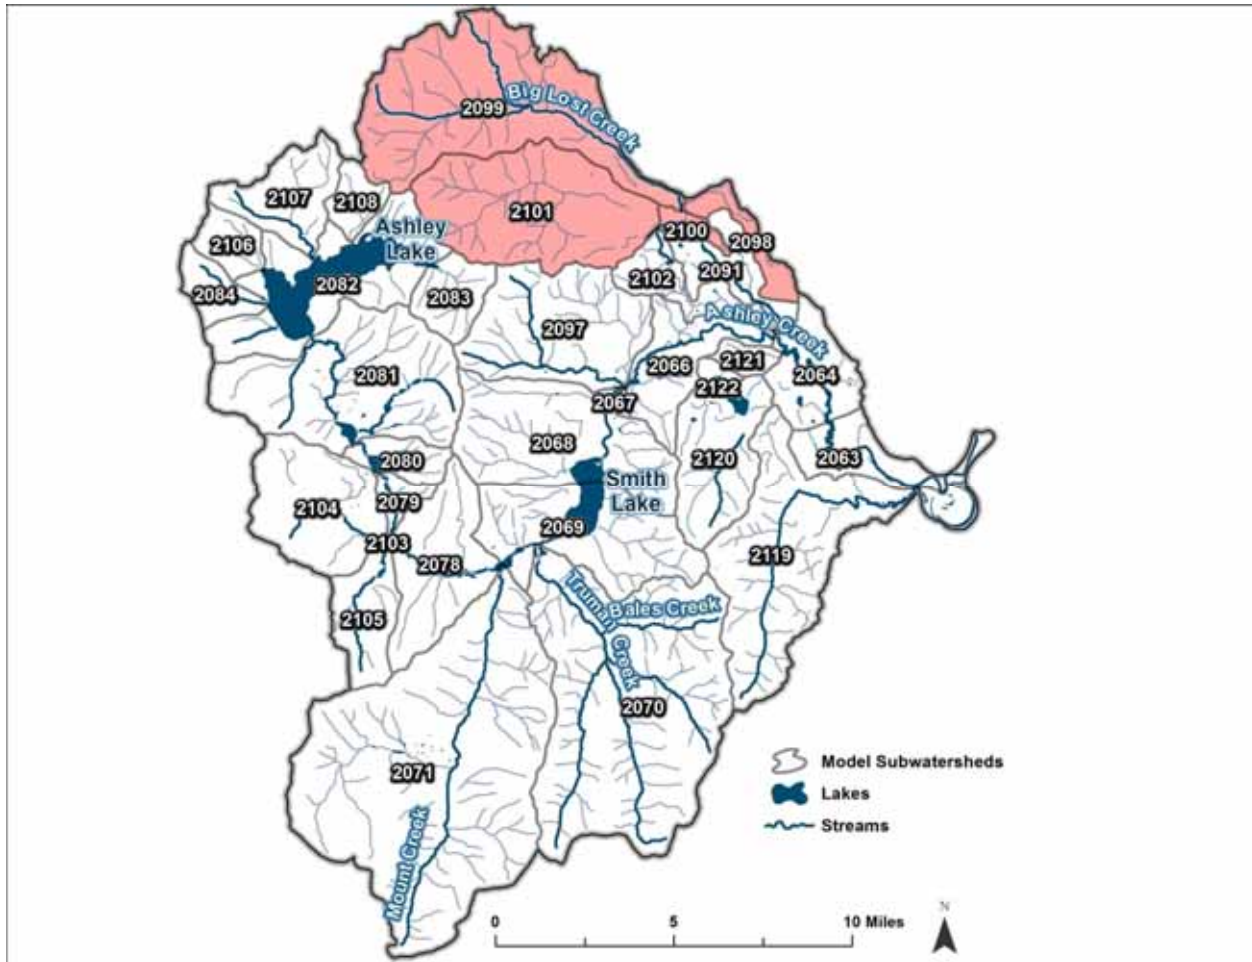 Big Lost Creek
2099
2107
2108
2101
Ashley
Lake
2100
2098
2106
2102
2091
2084
2082
2083
2097
Ashley Creek
2066
2121
2064
2081
2122
2067
2068
2080
2120
2063
Smith
Lake
2079
2104
2069
2103
2078
2119
Truman Creek
Bales Creek
2105
2070
2071
Mount Creek
Model Subwatersheds
Lakes
Streams
0 5 10 Miles
N